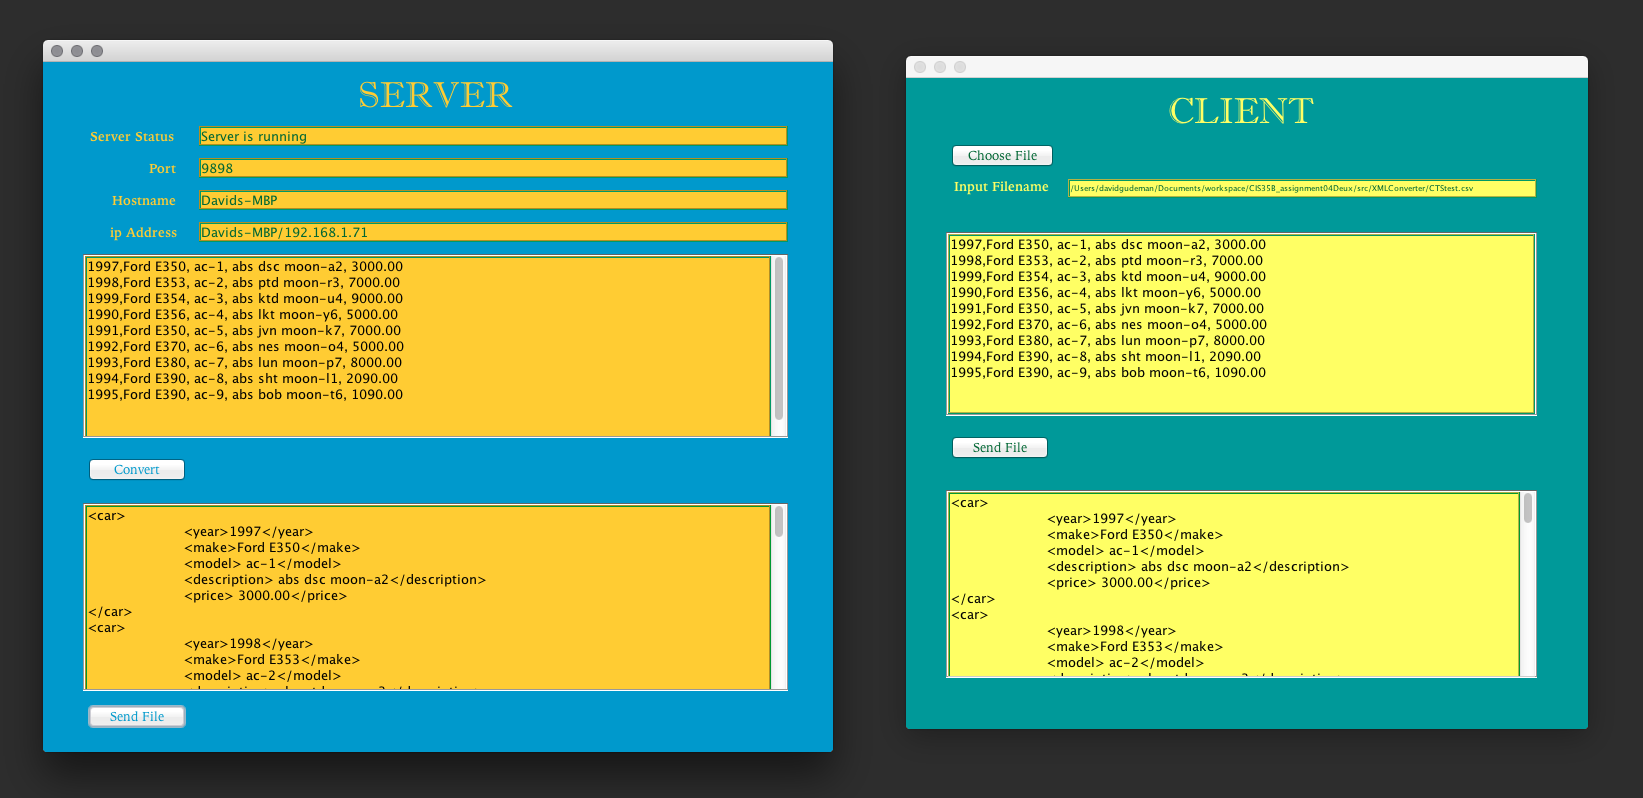 SERVER
Server Status Server is running
Port 9898
Hostname Davids-MBP
ip Address Davids-MBP/192.168.1.71
1997,Ford E350, ac-1, abs dsc moon-a2, 3000.00
1998,Ford E353, ac-2, abs ptd moon-r3, 7000.00
1999,Ford E354, ac-3, abs ktd moon-u4, 9000.00
1990,Ford E356, ac-4, abs lkt moon-y6, 5000.00
1991,Ford E350, ac-5, abs jvn moon-k7, 7000.00
1992,Ford E370, ac-6, abs nes moon-o4, 5000.00
1993,Ford E380, ac-7, abs lun moon-p7, 8000.00
1994,Ford E390, ac-8, abs sht moon-l1, 2090.00
1995,Ford E390, ac-9, abs bob moon-t6, 1090.00
Convert
<car>
<year>1997</year>
<make>Ford E350</make>
<model> ac-1</model>
<description> abs dsc moon-a2</description>
<price> 3000.00</price>
</car>
<car>
<year>1998</year>
<make>Ford E353</make>
<model> ac-2</model>
Send File
CLIENT
Choose File
Input Filename /Users/davidgudeman/Documents/workspace/CIS35B_assignment04Deux/src/XMLConverter/CTStest.csv
1997,Ford E350, ac-1, abs dsc moon-a2, 3000.00
1998,Ford E353, ac-2, abs ptd moon-r3, 7000.00
1999,Ford E354, ac-3, abs ktd moon-u4, 9000.00
1990,Ford E356, ac-4, abs lkt moon-y6, 5000.00
1991,Ford E350, ac-5, abs jvn moon-k7, 7000.00
1992,Ford E370, ac-6, abs nes moon-o4, 5000.00
1993,Ford E380, ac-7, abs lun moon-p7, 8000.00
1994,Ford E390, ac-8, abs sht moon-l1, 2090.00
1995,Ford E390, ac-9, abs bob moon-t6, 1090.00
Send File
<car>
<year>1997</year>
<make>Ford E350</make>
<model> ac-1</model>
<description> abs dsc moon-a2</description>
<price> 3000.00</price>
</car>
<car>
<year>1998</year>
<make>Ford E353</make>
<model> ac-2</model>